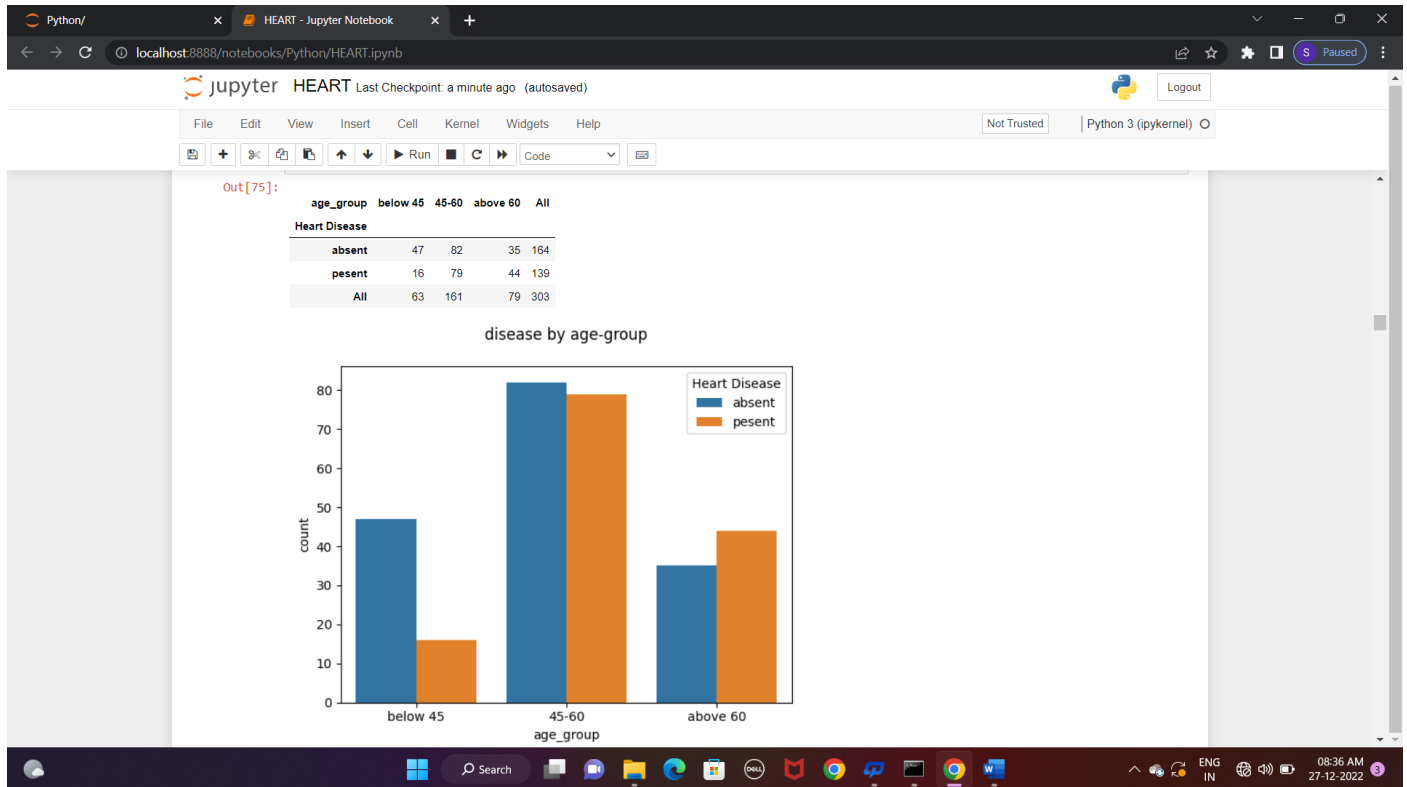 Python/
HEART - Jupyter Notebook
localhost:8888/notebooks/Python/HEART.ipynb
S Paused
jupyter HEART Last Checkpoint: a minute ago (autosaved)
Logout
File Edit View Insert Cell Kernel Widgets Help
Not Trusted
Python 3 (ipykernel)
Run
Code
Out[75]:
age_group below 45 45-60 above 60 All
Heart Disease
absent 47 82 35 164
pesent 16 79 44 139
All 63 161 79 303
disease by age-group
Heart Disease
absent
pesent
80
70
60
50
40
30
20
10
0
count
below 45 45-60 above 60
age_group
Search
DELL
W
ENG
IN
08:36 AM
27-12-2022
3